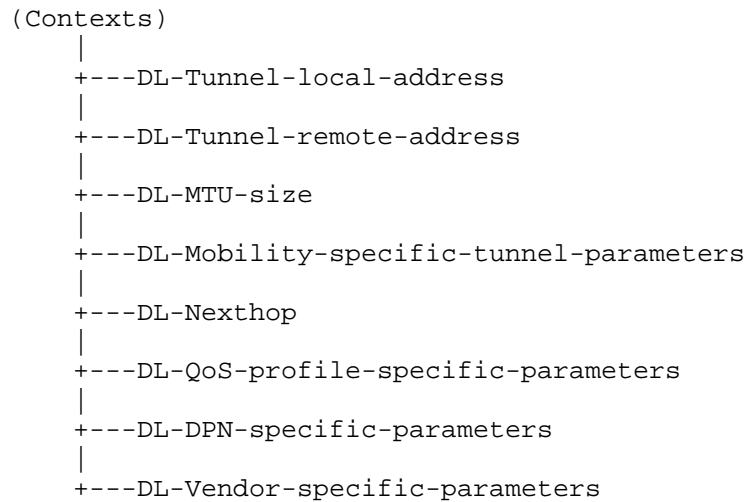 (Contexts)
|
+---DL-Tunnel-local-address
|
+---DL-Tunnel-remote-address
|
+---DL-MTU-size
|
+---DL-Mobility-specific-tunnel-parameters
|
+---DL-Nexthop
|
+---DL-QoS-profile-specific-parameters
|
+---DL-DPN-specific-parameters
|
+---DL-Vendor-specific-parameters